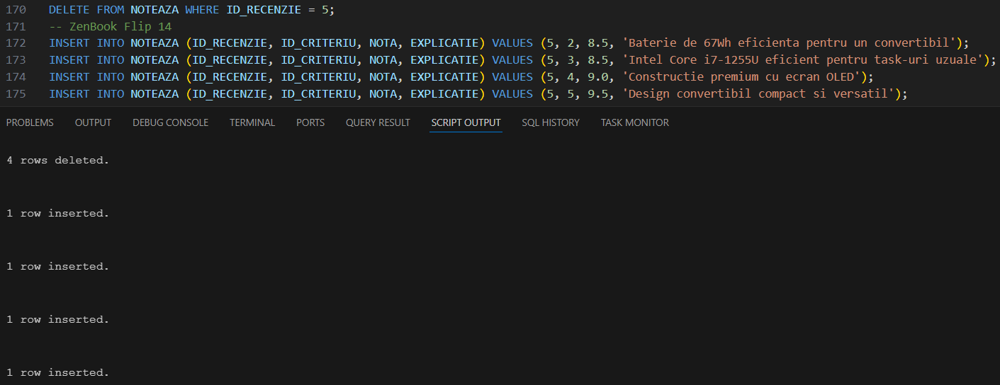 170 DELETE FROM NOTEAZA WHERE ID_RECENZIE = 5;
171 -- ZenBook Flip 14
172 INSERT INTO NOTEAZA (ID_RECENZIE, ID_CRITERIU, NOTA, EXPLICATIE) VALUES (5, 2, 8.5, 'Baterie de 67Wh eficienta pentru un convertibil');
173 INSERT INTO NOTEAZA (ID_RECENZIE, ID_CRITERIU, NOTA, EXPLICATIE) VALUES (5, 3, 8.5, 'Intel Core i7-1255U eficient pentru task-uri uzuale');
174 INSERT INTO NOTEAZA (ID_RECENZIE, ID_CRITERIU, NOTA, EXPLICATIE) VALUES (5, 4, 9.0, 'Constructie premium cu ecran OLED');
175 INSERT INTO NOTEAZA (ID_RECENZIE, ID_CRITERIU, NOTA, EXPLICATIE) VALUES (5, 5, 9.5, 'Design convertibil compact si versatil');
PROBLEMS OUTPUT DEBUG CONSOLE TERMINAL PORTS QUERY RESULT SCRIPT OUTPUT SQL HISTORY TASK MONITOR
4 rows deleted.
1 row inserted.
1 row inserted.
1 row inserted.
1 row inserted.